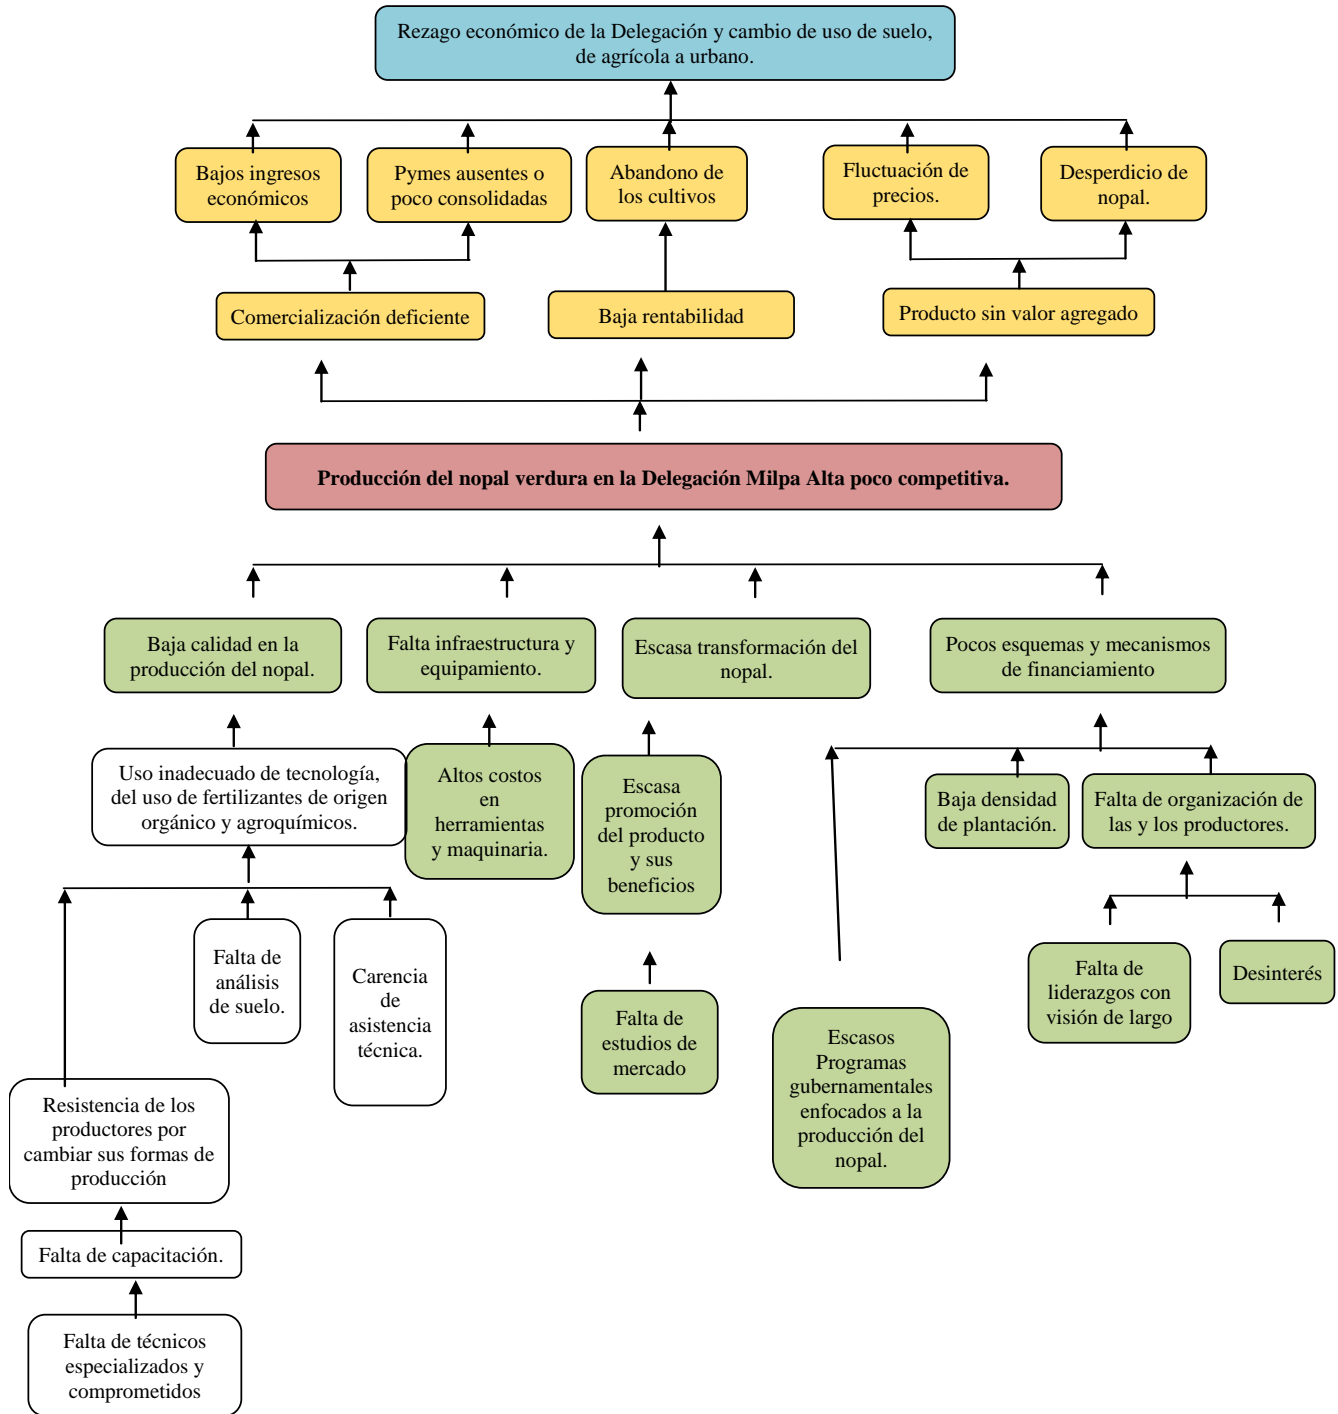 Rezago económico de la Delegación y cambio de uso de suelo,
de agrícola a urbano.
Bajos ingresos
económicos
Pymes ausentes o
poco consolidadas
Abandono de
los cultivos
Fluctuación de
precios.
Desperdicio de
nopal.
Comercialización deficiente
Baja rentabilidad
Producto sin valor agregado
Producción del nopal verdura en la Delegación Milpa Alta poco competitiva.
Baja calidad en la
producción del nopal.
Falta infraestructura y
equipamiento.
Escasa transformación del
nopal.
Pocos esquemas y mecanismos
de financiamiento
Uso inadecuado de tecnología,
del uso de fertilizantes de origen
orgánico y agroquímicos.
Altos costos
en
herramientas
y maquinaria.
Escasa
promoción
del producto
y sus
beneficios
Baja densidad
de plantación.
Falta de organización de
las y los productores.
Falta de
análisis
de suelo.
Carencia
de
asistencia
técnica.
Falta de
estudios de
mercado
Escasos
Programas
gubernamentales
enfocados a la
producción del
nopal.
Falta de
liderazgos con
visión de largo
Desinterés
Resistencia de los
productores por
cambiar sus formas de
producción
Falta de capacitación.
Falta de técnicos
especializados y
comprometidos